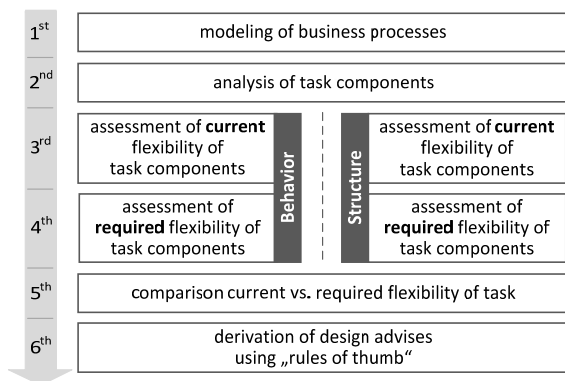 1st
modeling of business processes
2nd
analysis of task components
3rd
assessment of current
flexibility of
task components
Behavior
Structure
assessment of current
flexibility of
task components
4th
assessment of
required flexibility of
task components
assessment of
required flexibility of
task components
5th
comparison current vs. required flexibility of task
6th
derivation of design advises
using „rules of thumb“